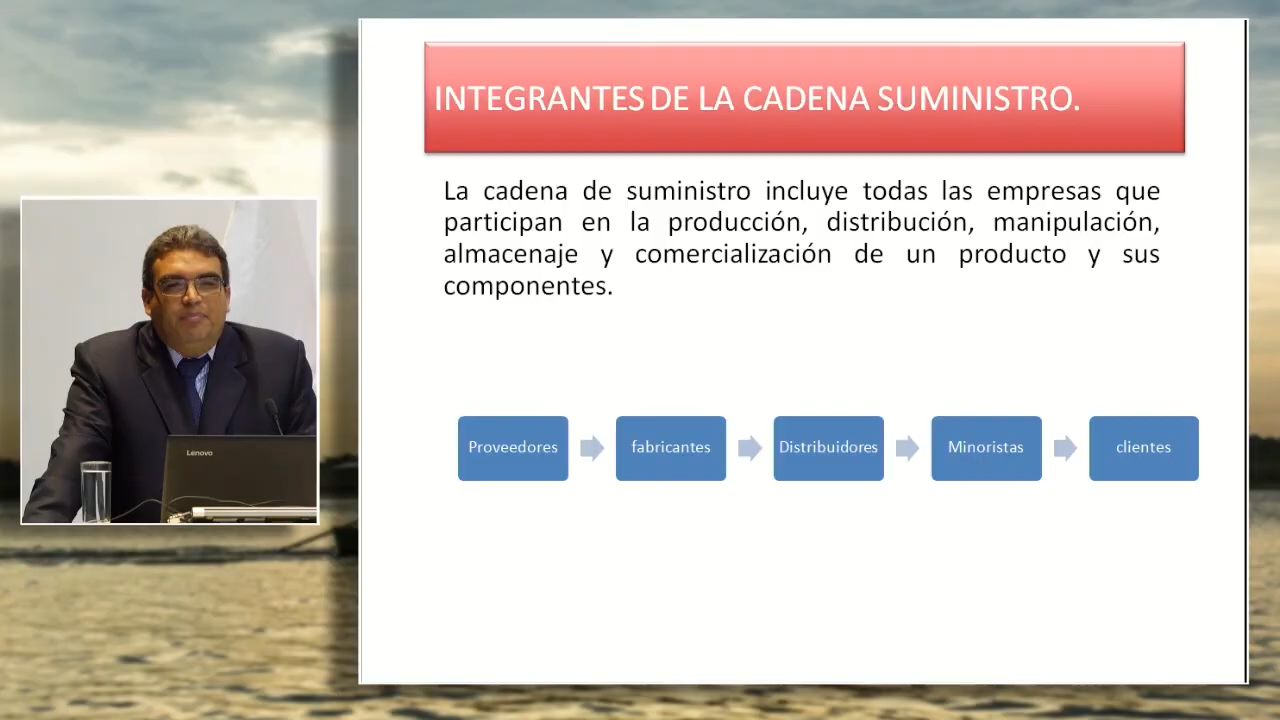 INTEGRANTES DE LA CADENA SUMINISTRO.
La cadena de suministro incluye todas las empresas que
participan en la producción, distribución, manipulación,
almacenaje y comercialización de un producto y sus
componentes.
Proveedores
fabricantes
Distribuidores
Minoristas
clientes
Lenovo